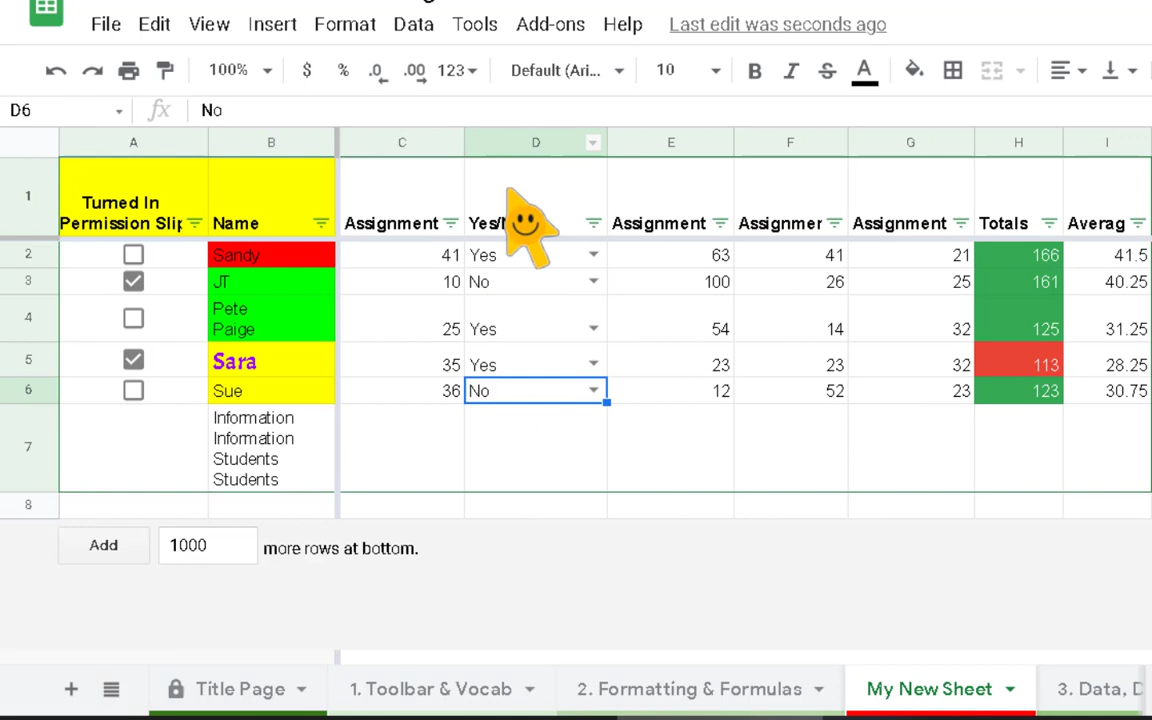 File Edit View Insert Format Data Tools Add-ons Help Last edit was seconds ago
100% $ % .0 .00 123 Default (Ari... 10 B I S A
D6 fx No
A B C D E F G H I
1 Turned In
Permission Slip Name Assignment Yes/ Assignment Assignmer Assignment Totals Averag
2 Sandy 41 Yes 63 41 21 166 41.5
3 JT 10 No 100 26 25 161 40.25
4 Pete
Paige 25 Yes 54 14 32 125 31.25
5 Sara 35 Yes 23 23 32 113 28.25
6 Sue 36 No 12 52 23 123 30.75
7 Information
Information
Students
Students
8
Add 1000 more rows at bottom.
+ Title Page 1. Toolbar & Vocab 2. Formatting & Formulas My New Sheet 3. Data, D